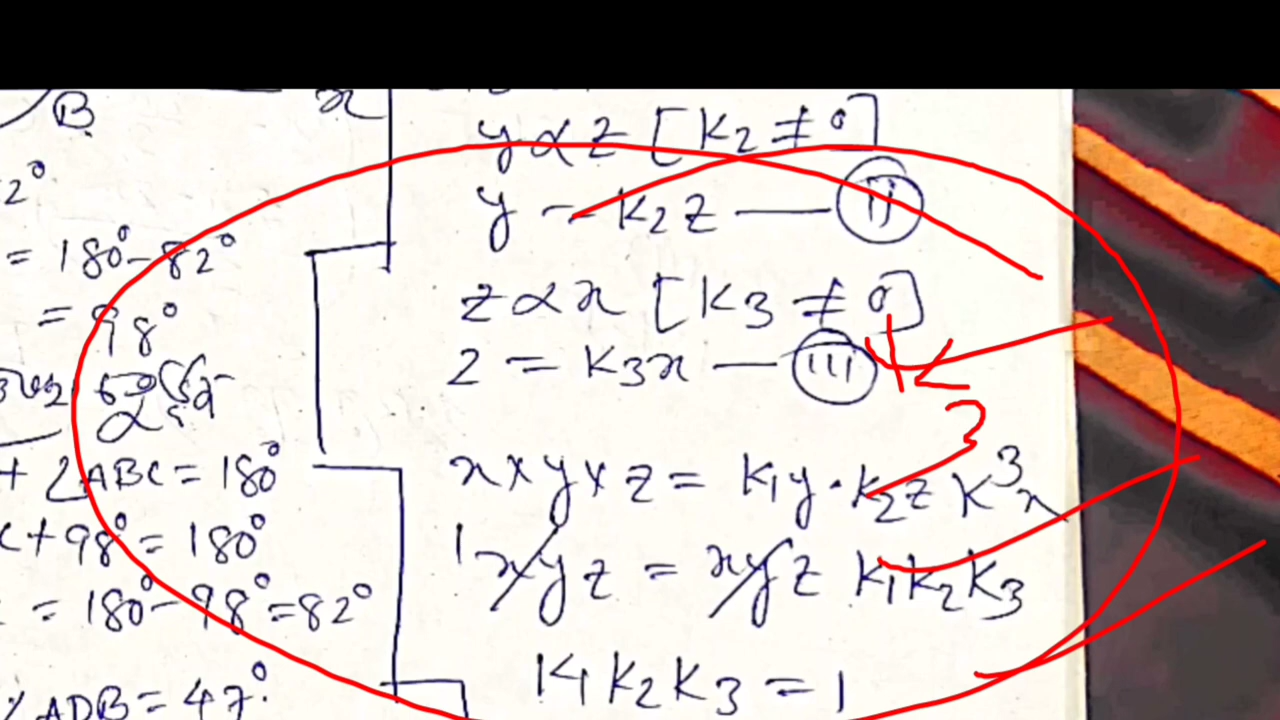 B
x
2°
= 180° - 82°
= 98°
+ ∠ABC = 180°
+ 98° = 180°
= 180° - 98° = 82°
ADB = 47°
y ∝ z [K₂ ≠ 0]
y = K₂z — (II)
z ∝ x [K₃ ≠ 0]
z = K₃x — (III)
K
3
x × y × z = K₁y · K₂z K³x
1 xyz = xyz K₁K₂K₃
K₁K₂K₃ = 1